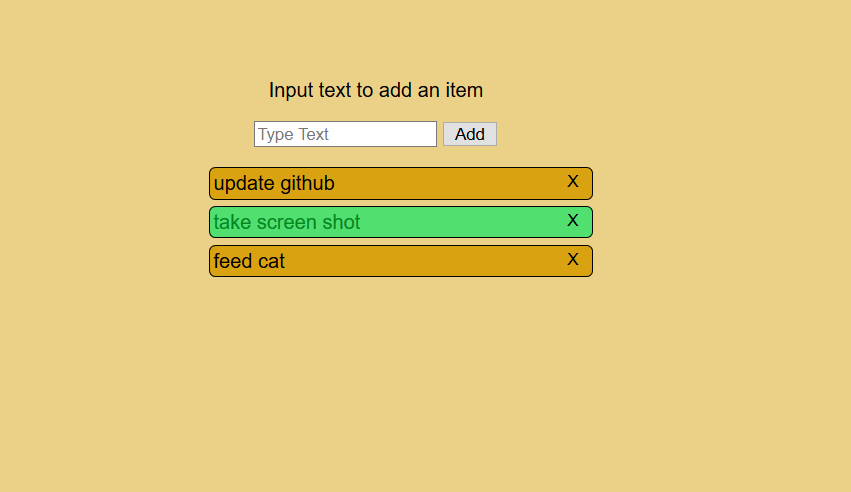 Input text to add an item
Type Text Add
update github X
take screen shot X
feed cat X